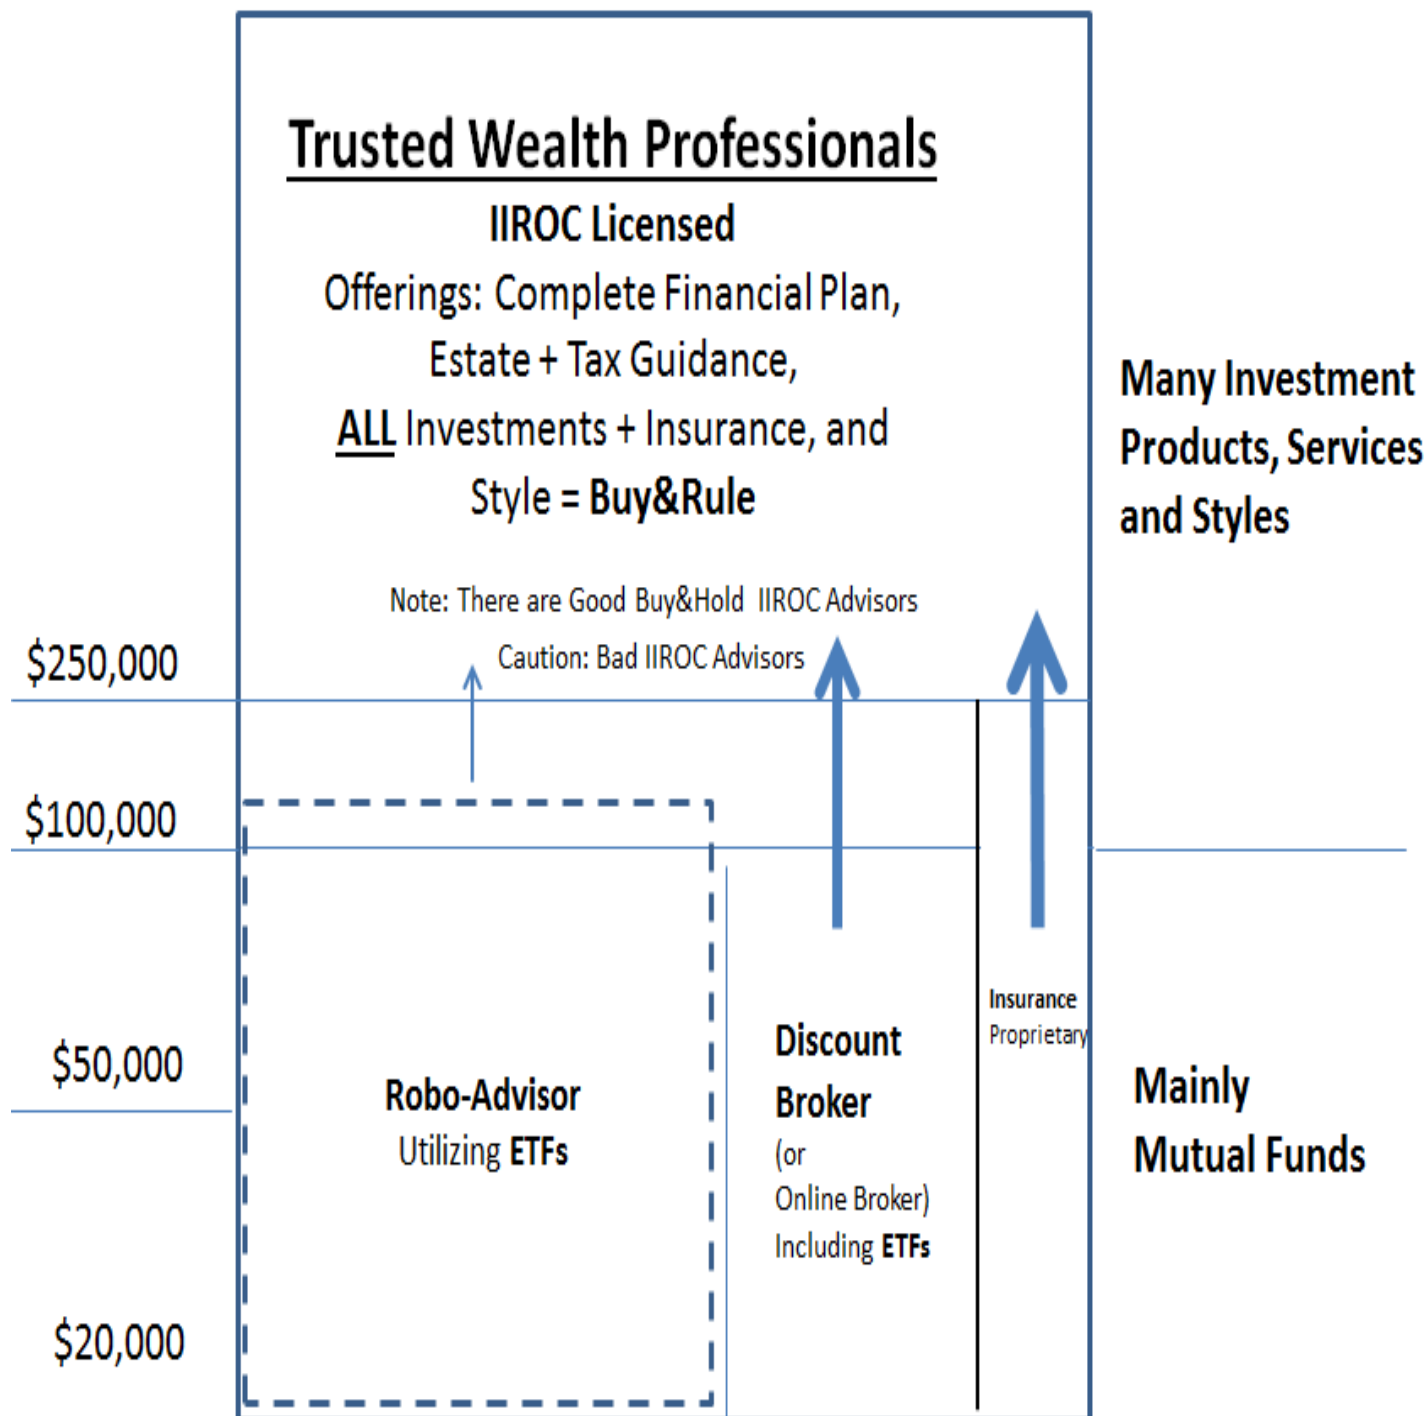 Trusted Wealth Professionals
IIROC Licensed
Offerings: Complete Financial Plan,
Estate + Tax Guidance,
ALL Investments + Insurance, and
Style = Buy&Rule
Note: There are Good Buy&Hold IIROC Advisors
Caution: Bad IIROC Advisors
Many Investment
Products, Services
and Styles
$250,000
$100,000
$50,000
$20,000
Robo-Advisor
Utilizing ETFs
Discount
Broker
(or
Online Broker)
Including ETFs
Insurance
Proprietary
Mainly
Mutual Funds